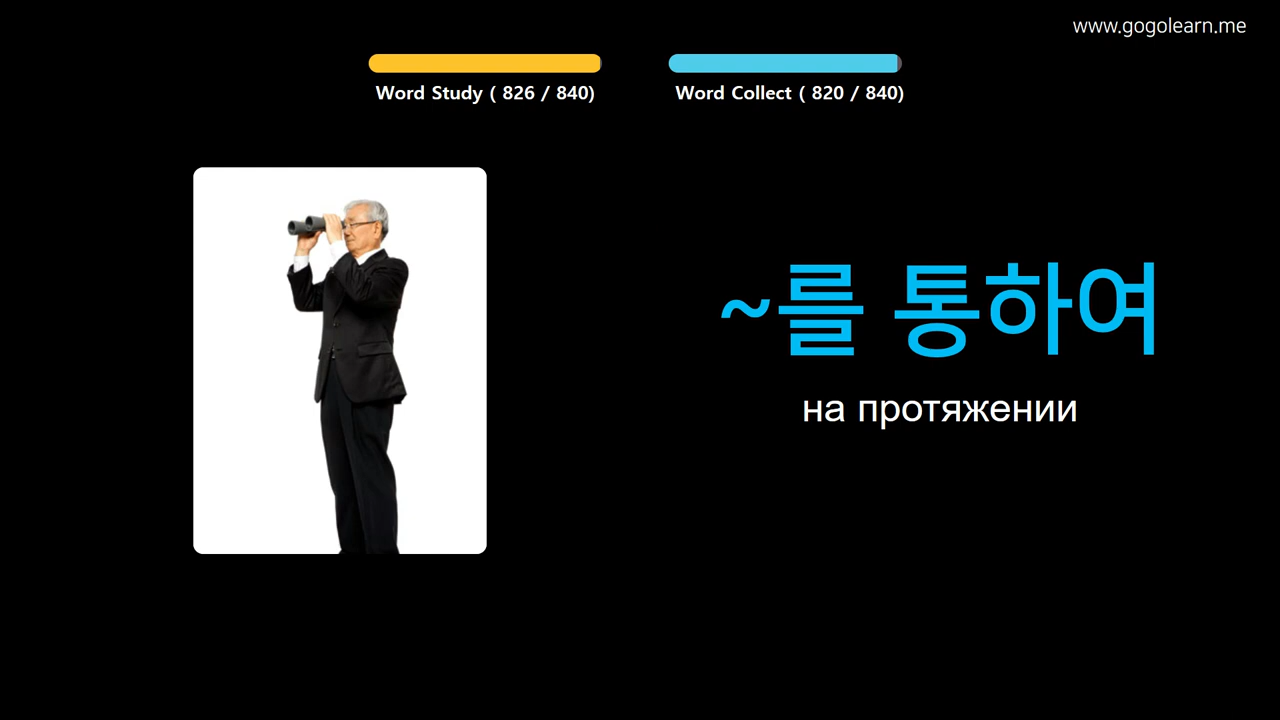 www.gogolearn.me
Word Study ( 826 / 840)
Word Collect ( 820 / 840)
~를 통하여
на протяжении